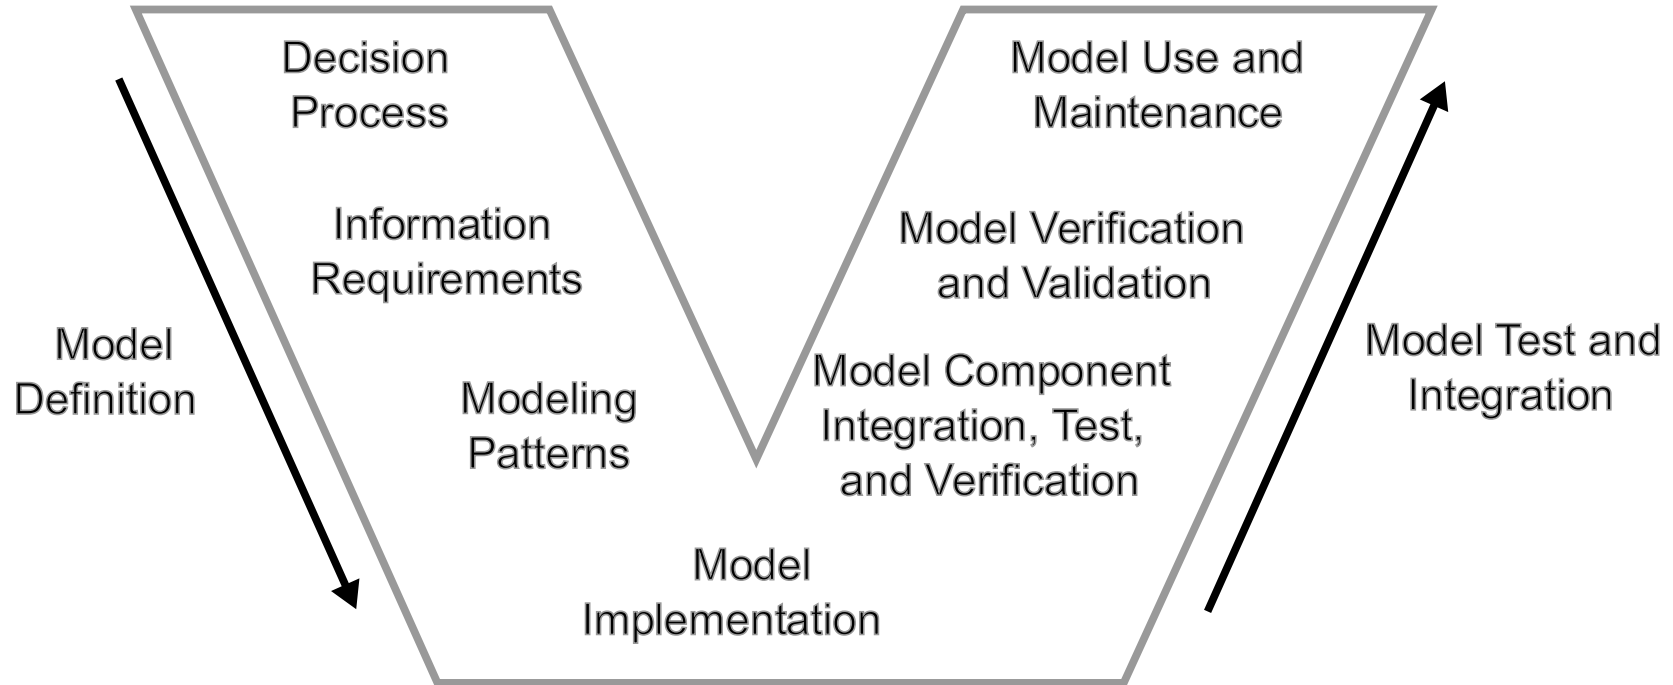 Decision
Process
Information
Requirements
Modeling
Patterns
Model
Implementation
Model Component
Integration, Test,
and Verification
Model Verification
and Validation
Model Use and
Maintenance
Model
Definition
Model Test and
Integration